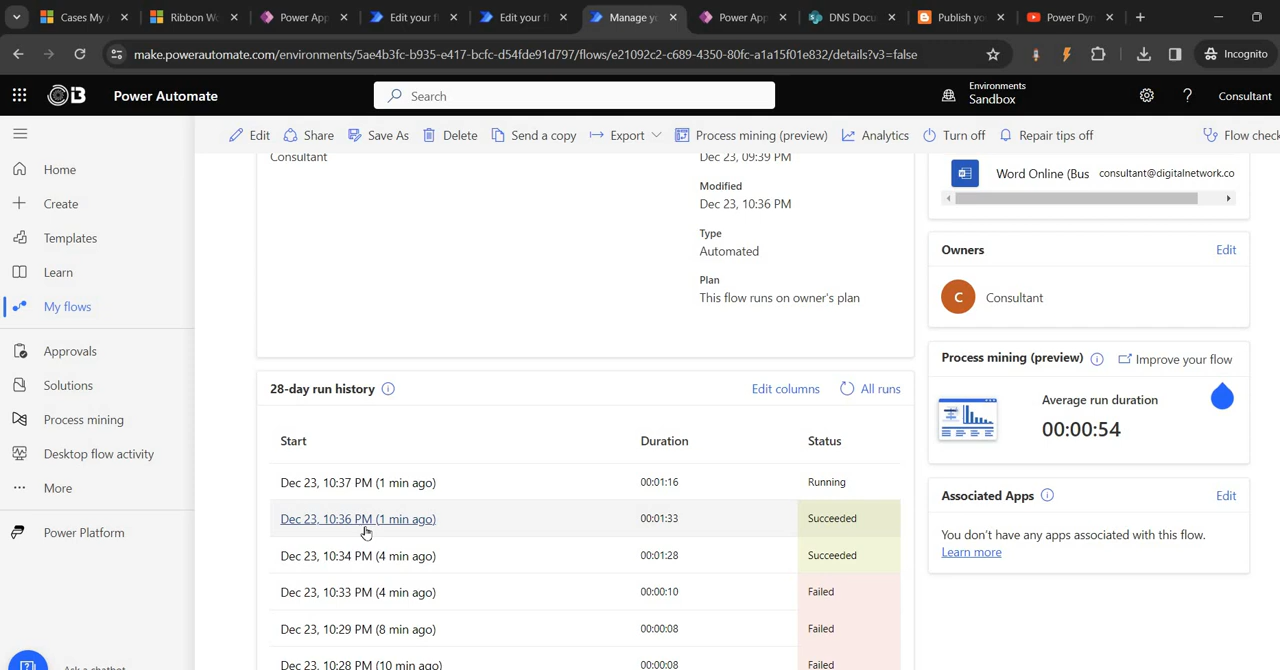 Cases My
Ribbon Wo
Power App
Edit your f
Edit your f
Manage yo
Power App
DNS Docu
Publish yo
Power Dyn
make.powerautomate.com/environments/5ae4b3fc-b935-e417-bcfc-d54fde91d797/flows/e21092c2-c689-4350-80fc-a1a15f01e832/details?v3=false
Incognito
Power Automate
Search
Environments
Sandbox
?
Consultant
Edit
Share
Save As
Delete
Send a copy
Export
Process mining (preview)
Analytics
Turn off
Repair tips off
Flow check
Home
Create
Templates
Learn
My flows
Approvals
Solutions
Process mining
Desktop flow activity
More
Power Platform
Ask a chatbot
Consultant
Dec 23, 09:39 PM
Modified
Dec 23, 10:36 PM
Type
Automated
Plan
This flow runs on owner's plan
28-day run history
Edit columns
All runs
Start Duration Status
Dec 23, 10:37 PM (1 min ago) 00:01:16 Running
Dec 23, 10:36 PM (1 min ago) 00:01:33 Succeeded
Dec 23, 10:34 PM (4 min ago) 00:01:28 Succeeded
Dec 23, 10:33 PM (4 min ago) 00:00:10 Failed
Dec 23, 10:29 PM (8 min ago) 00:00:08 Failed
Dec 23, 10:28 PM (10 min ago) 00:00:08 Failed
Word Online (Bus consultant@digitalnetwork.co
Owners
Edit
C
Consultant
Process mining (preview)
Improve your flow
Average run duration
00:00:54
Associated Apps
Edit
You don't have any apps associated with this flow.
Learn more